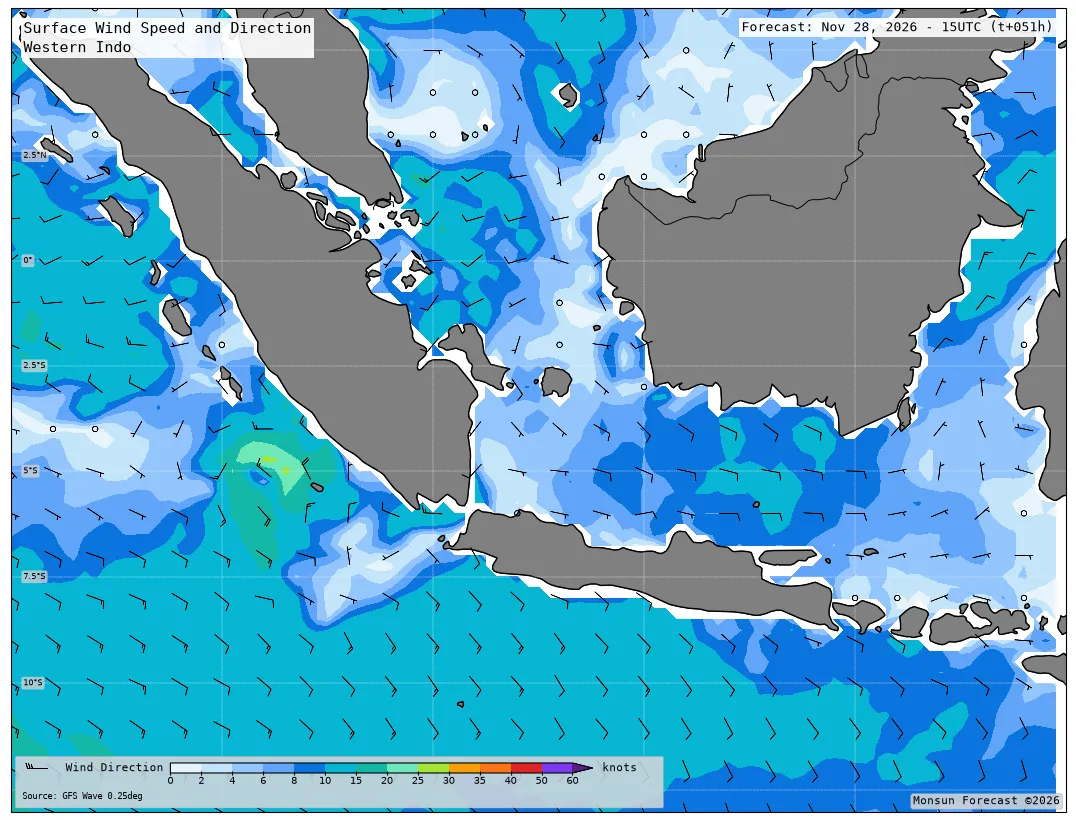 Surface Wind Speed and Direction
Western Indo
Forecast: Nov 28, 2026 - 15UTC (t+051h)
2.5°N
0°
2.5°S
5°S
7.5°S
10°S
Wind Direction
0 2 4 6 8 10 15 20 25 30 35 40 50 60
knots
Source: GFS Wave 0.25deg
Monsun Forecast ©2026